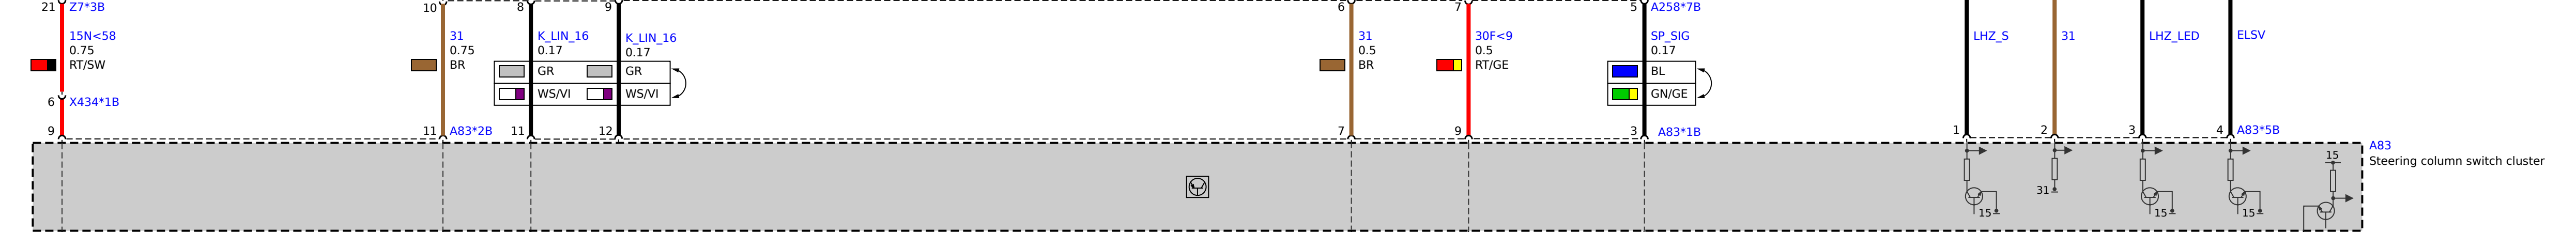 21 Z7*3B 10 8 9 6 7 5 A258*7B
15N<58 31 K_LIN_16 K_LIN_16 31 30F<9 SP_SIG LHZ_S 31 LHZ_LED ELSV
0.75 0.75 0.17 0.17 0.5 0.5 0.17
RT/SW BR GR GR BR RT/GE BL
WS/VI WS/VI GN/GE
6 X434*1B
9 11 A83*2B 11 12 7 9 3 A83*1B 1 2 3 4 A83*5B
A83
15 Steering column switch cluster
31
15 15 15